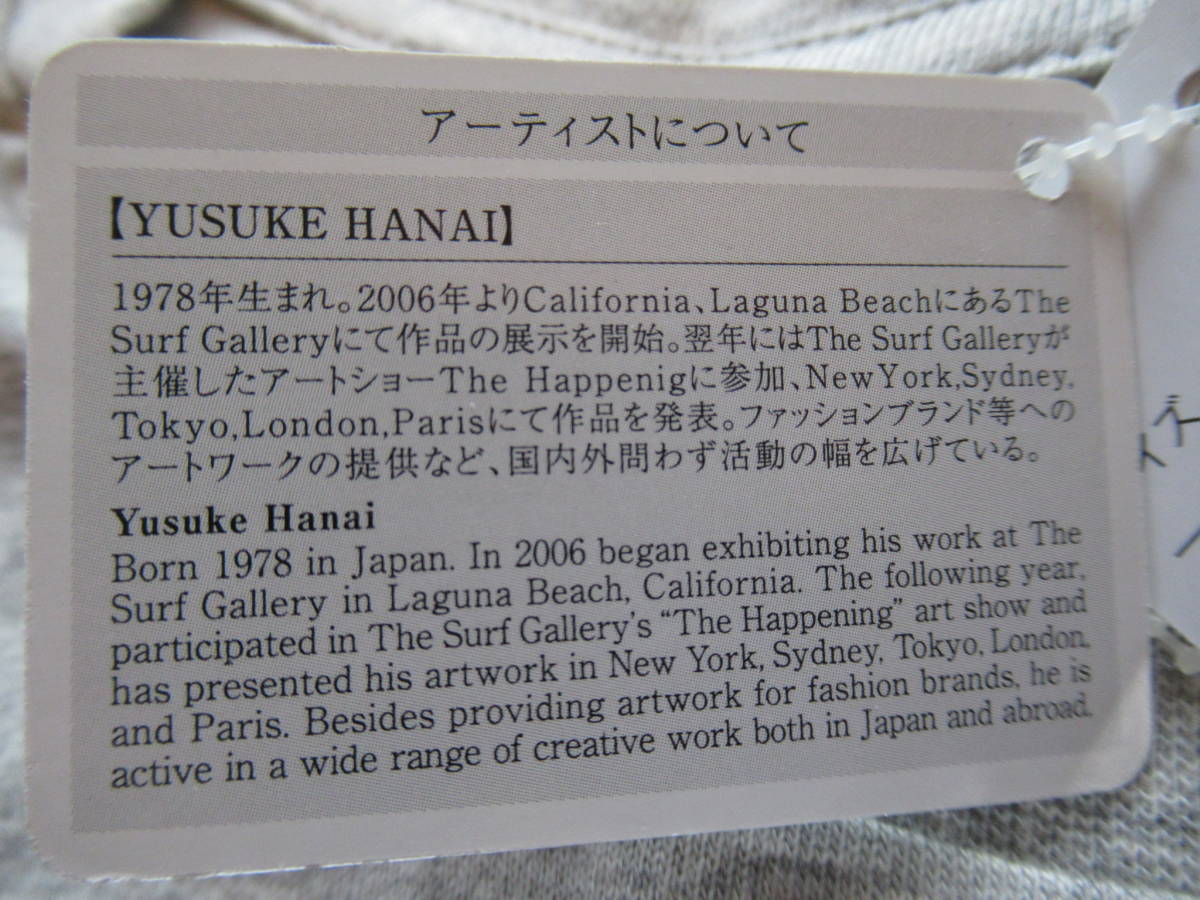 アーティストについて
【YUSUKE HANAI】
1978年生まれ。2006年よりCalifornia、Laguna BeachにあるThe
Surf Galleryにて作品の展示を開始。翌年にはThe Surf Galleryが
主催したアートショーThe Happenigに参加、NewYork,Sydney,
Tokyo,London,Parisにて作品を発表。ファッションブランド等への
アートワークの提供など、国内外問わず活動の幅を広げている。
Yusuke Hanai
Born 1978 in Japan. In 2006 began exhibiting his work at The
Surf Gallery in Laguna Beach, California. The following year,
participated in The Surf Gallery's “The Happening” art show and
has presented his artwork in New York, Sydney, Tokyo, London,
and Paris. Besides providing artwork for fashion brands, he is
active in a wide range of creative work both in Japan and abroad.